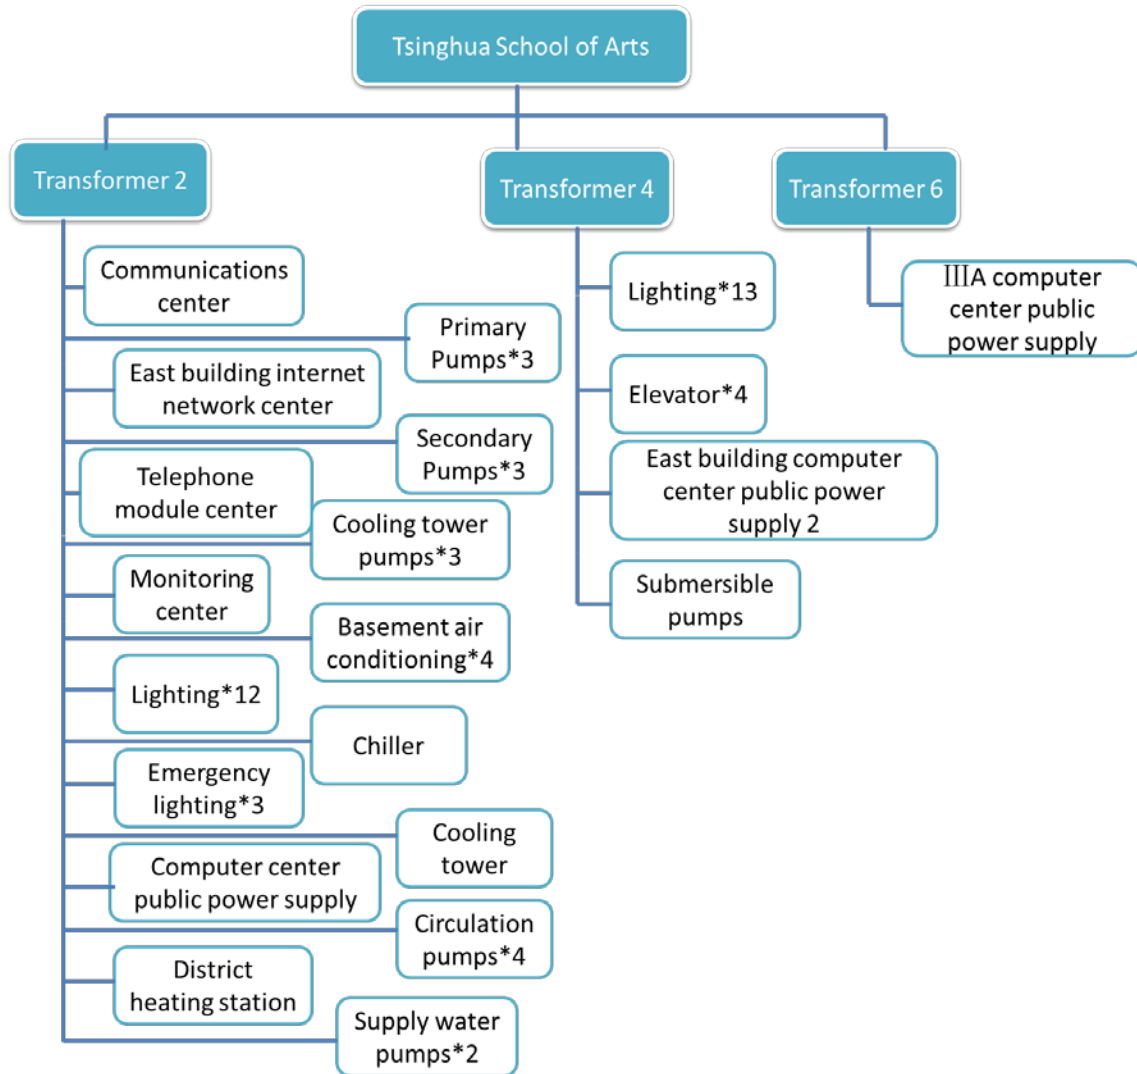 Tsinghua School of Arts
Transformer 2
Transformer 4
Transformer 6
Communications
center
Primary
Pumps*3
East building internet
network center
Secondary
Pumps*3
Telephone
module center
Cooling tower
pumps*3
Monitoring
center
Basement air
conditioning*4
Lighting*12
Chiller
Emergency
lighting*3
Cooling
tower
Computer center
public power supply
Circulation
pumps*4
District
heating station
Supply water
pumps*2
Lighting*13
Elevator*4
East building computer
center public power
supply 2
Submersible
pumps
ⅢA computer
center public
power supply